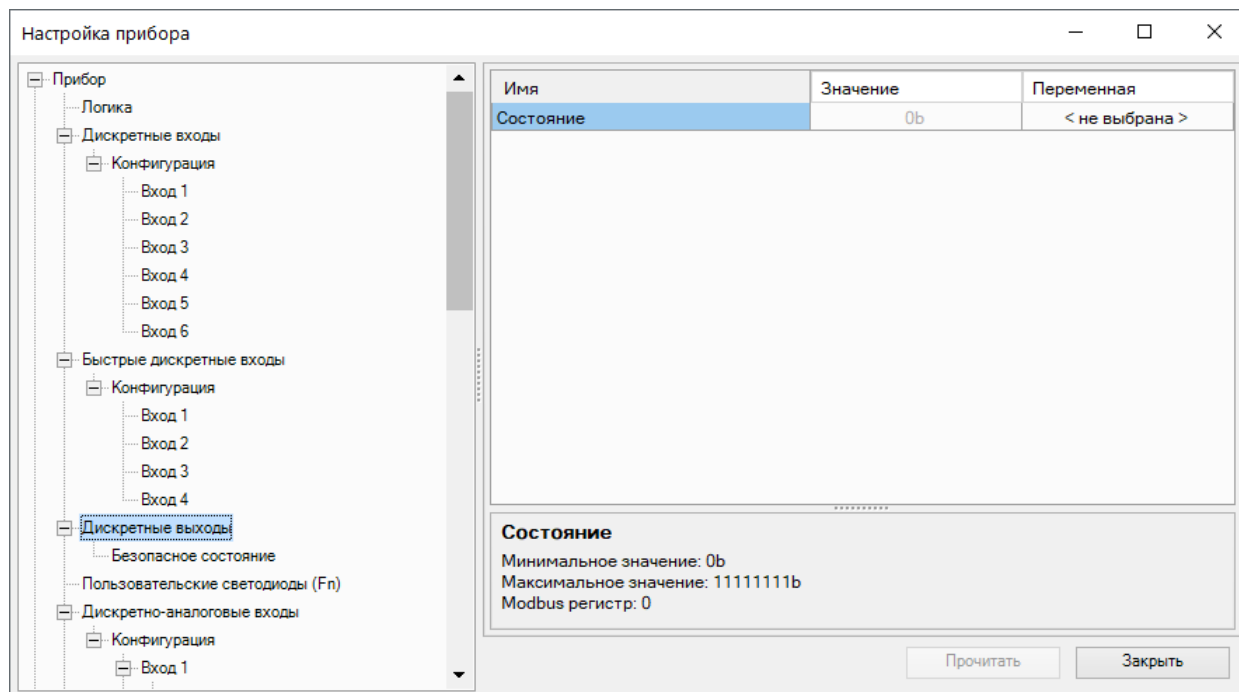 Настройка прибора
Прибор
Логика
Дискретные входы
Конфигурация
Вход 1
Вход 2
Вход 3
Вход 4
Вход 5
Вход 6
Быстрые дискретные входы
Конфигурация
Вход 1
Вход 2
Вход 3
Вход 4
Дискретные выходы
Безопасное состояние
Пользовательские светодиоды (Fn)
Дискретно-аналоговые входы
Конфигурация
Вход 1
Имя Значение Переменная
Состояние 0b < не выбрана >
Состояние
Минимальное значение: 0b
Максимальное значение: 11111111b
Modbus регистр: 0
Прочитать Закрыть